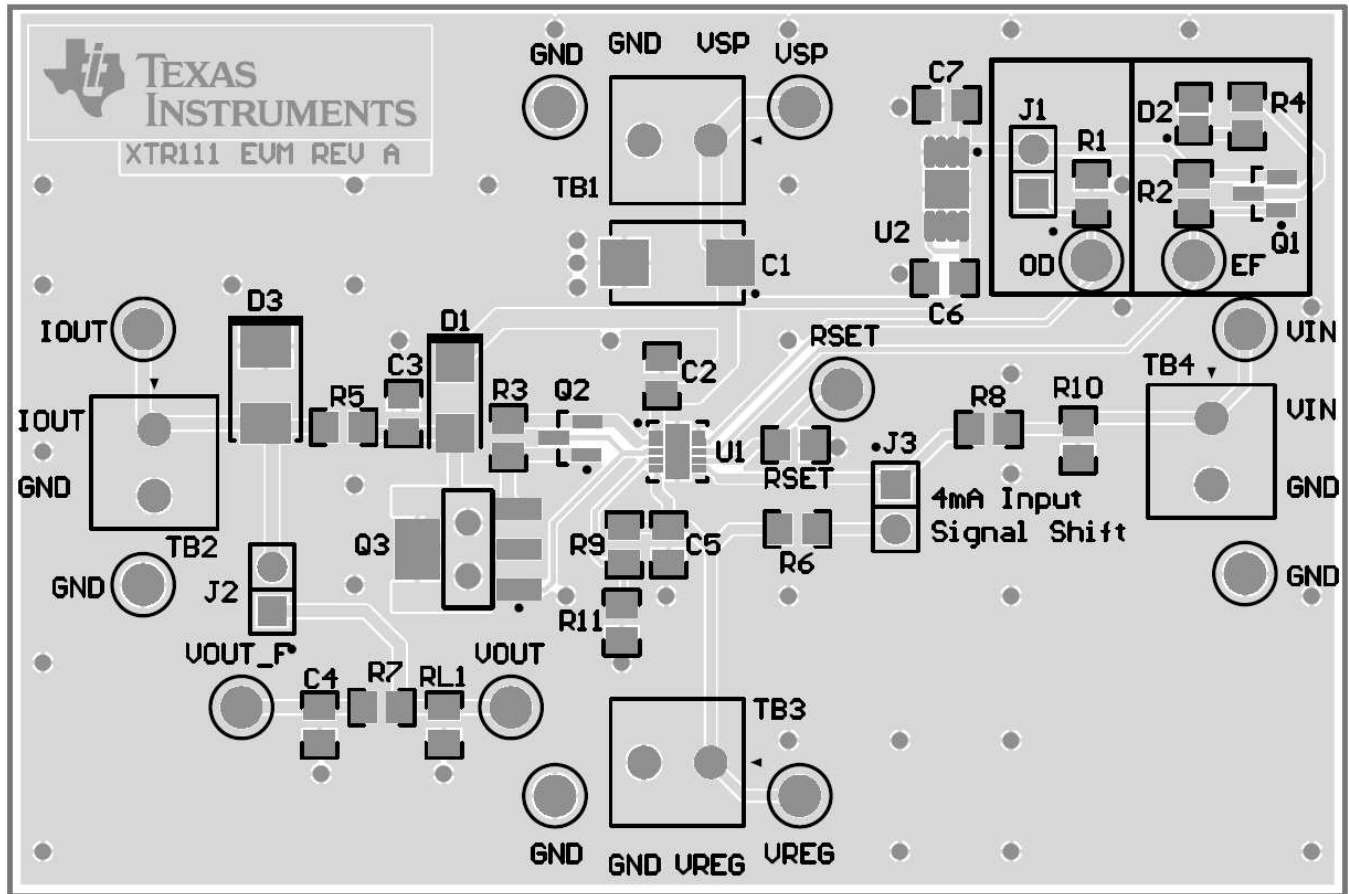 TEXAS
INSTRUMENTS
XTR111 EVM REV A
GND
GND VSP
VSP
TB1
C1
C7
J1
R1
D2
R4
R2
Q1
U2
OD
EF
C6
IOUT
D3
D1
C3
R5
R3
Q2
C2
RSET
VIN
TB4
IOUT
GND
TB2
U1
RSET
R8
R10
VIN
GND
J3
4mA Input
Signal Shift
R6
Q3
R9
C5
R11
GND
J2
GND
VOUT_F
C4
R7
RL1
VOUT
TB3
GND
GND VREG
VREG